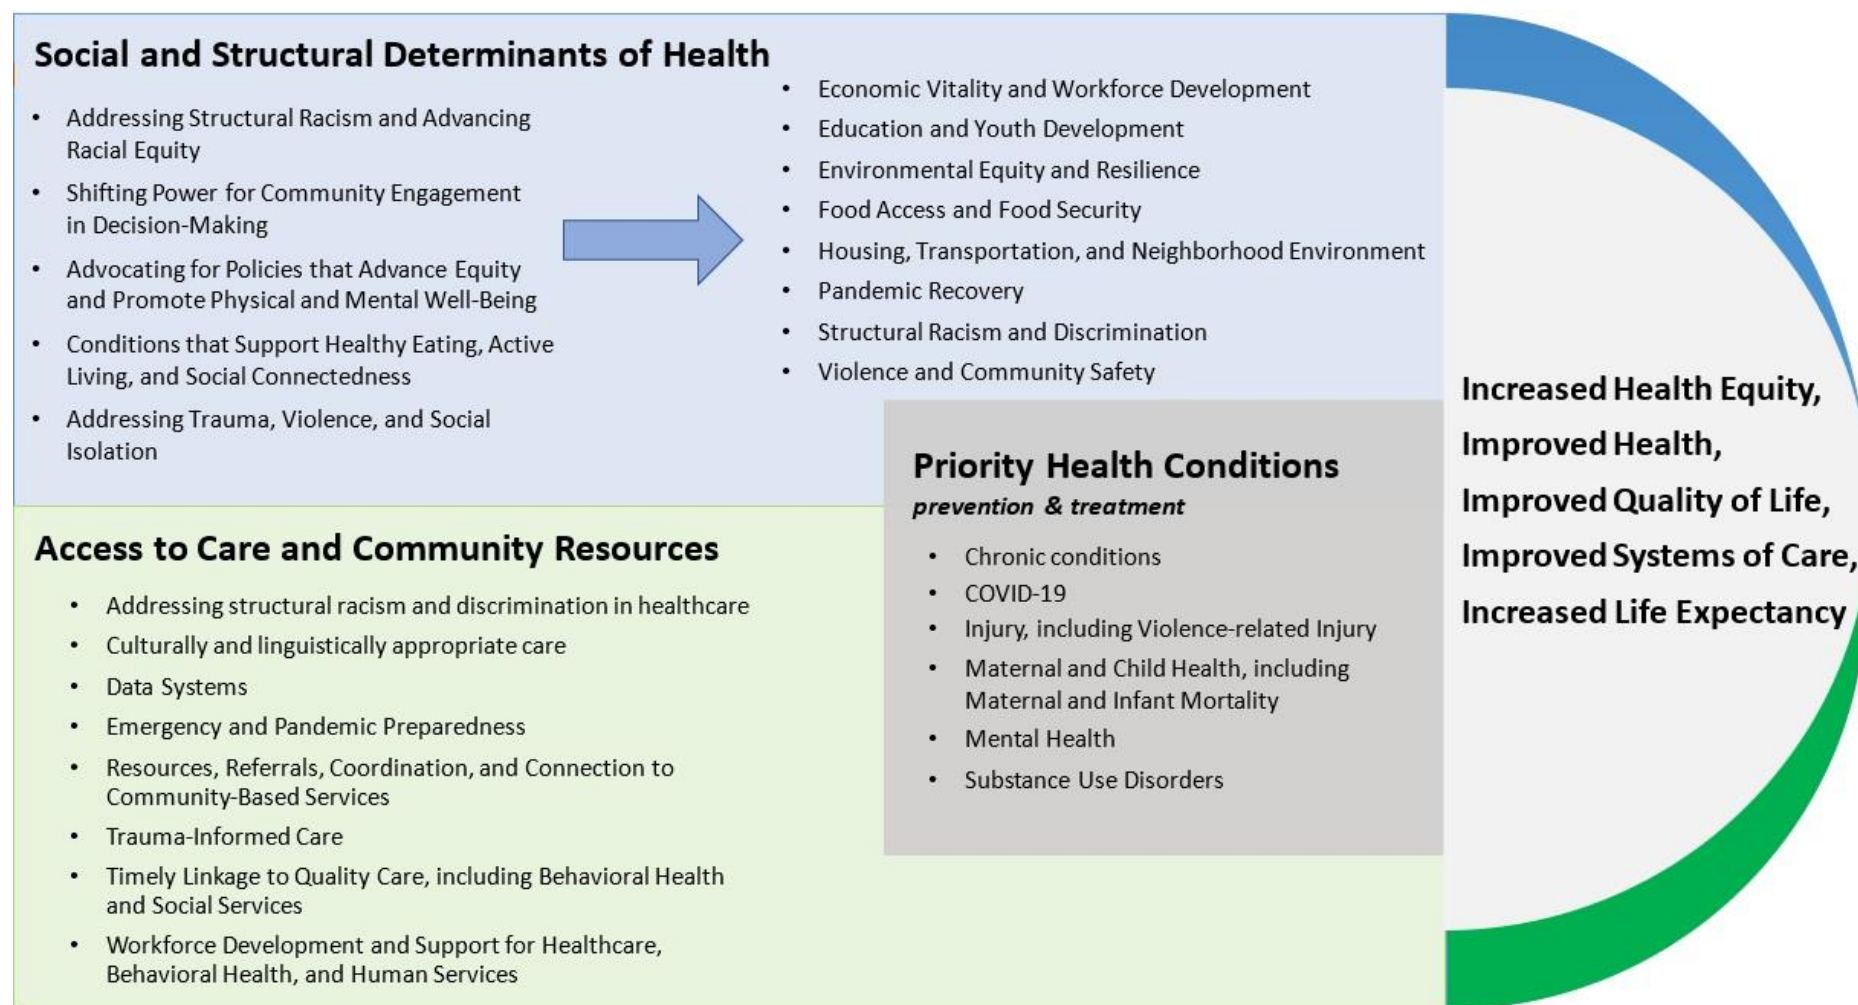 Social and Structural Determinants of Health
• Addressing Structural Racism and Advancing
Racial Equity
• Shifting Power for Community Engagement
in Decision-Making
• Advocating for Policies that Advance Equity
and Promote Physical and Mental Well-Being
• Conditions that Support Healthy Eating, Active
Living, and Social Connectedness
• Addressing Trauma, Violence, and Social
Isolation
• Economic Vitality and Workforce Development
• Education and Youth Development
• Environmental Equity and Resilience
• Food Access and Food Security
• Housing, Transportation, and Neighborhood Environment
• Pandemic Recovery
• Structural Racism and Discrimination
• Violence and Community Safety
Access to Care and Community Resources
• Addressing structural racism and discrimination in healthcare
• Culturally and linguistically appropriate care
• Data Systems
• Emergency and Pandemic Preparedness
• Resources, Referrals, Coordination, and Connection to
Community-Based Services
• Trauma-Informed Care
• Timely Linkage to Quality Care, including Behavioral Health
and Social Services
• Workforce Development and Support for Healthcare,
Behavioral Health, and Human Services
Priority Health Conditions
prevention & treatment
• Chronic conditions
• COVID-19
• Injury, including Violence-related Injury
• Maternal and Child Health, including
Maternal and Infant Mortality
• Mental Health
• Substance Use Disorders
Increased Health Equity,
Improved Health,
Improved Quality of Life,
Improved Systems of Care,
Increased Life Expectancy